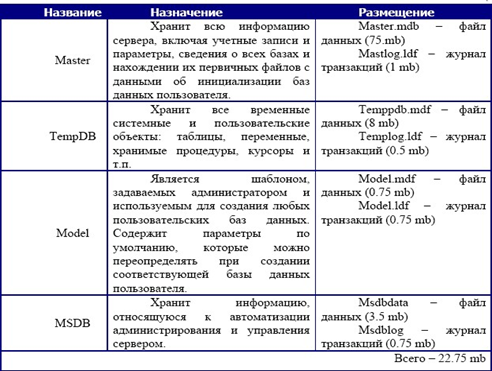 Название Назначение Размещение
Master
Хранит всю информацию
сервера, включая учетные записи и
параметры, сведения о всех базах и
нахождении их первичных файлов с
данными об инициализации баз
данных пользователя.
Master.mdb – файл
данных (75.mb)
Mastlog.ldf – журнал
транзакций (1 mb)
TempDB
Хранит все временные
системные и пользовательские
объекты: таблицы, переменные,
хранимые процедуры, курсоры и
т.п.
Temppdb.mdf – файл
данных (8 mb)
Templog.ldf – журнал
транзакций (0.5 mb)
Model
Является шаблоном,
задаваемых администратором и
используемым для создания любых
пользовательских баз данных.
Содержит параметры по
умолчанию, которые можно
переопределять при создании
соответствующей базы данных
пользователя.
Model.mdf – файл
данных (0.75 mb)
Model.ldf – журнал
транзакций (0.75 mb)
MSDB
Хранит информацию,
относящуюся к автоматизации
администрирования и управления
сервером.
Msdbdata – файл
данных (3.5 mb)
Msdblog – журнал
транзакций (0.75 mb)
Всего – 22.75 mb